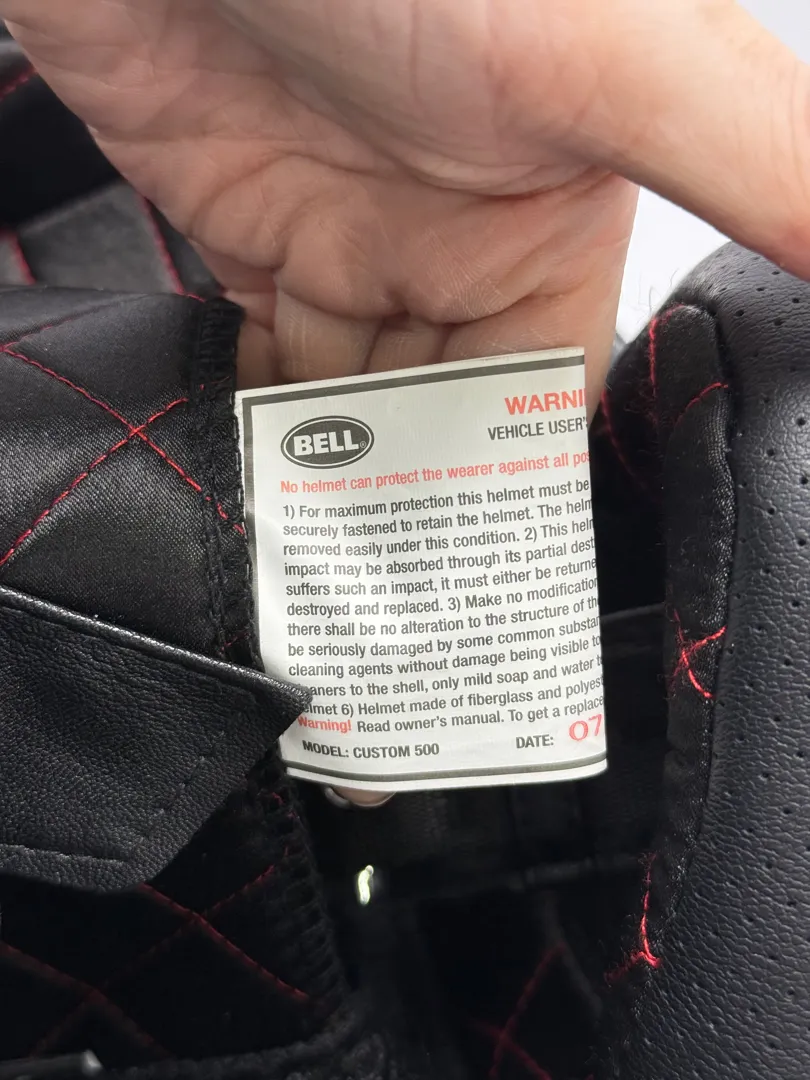 BELL
WARNI
VEHICLE USER'
No helmet can protect the wearer against all pos
1) For maximum protection this helmet must be
securely fastened to retain the helmet. The helm
removed easily under this condition. 2) This helm
impact may be absorbed through its partial dest
suffers such an impact, it must either be returne
destroyed and replaced. 3) Make no modification
there shall be no alteration to the structure of th
be seriously damaged by some common substan
cleaning agents without damage being visible to
aners to the shell, only mild soap and water t
elmet 6) Helmet made of fiberglass and polyes
Warning! Read owner's manual. To get a replace
MODEL: CUSTOM 500 DATE: 07